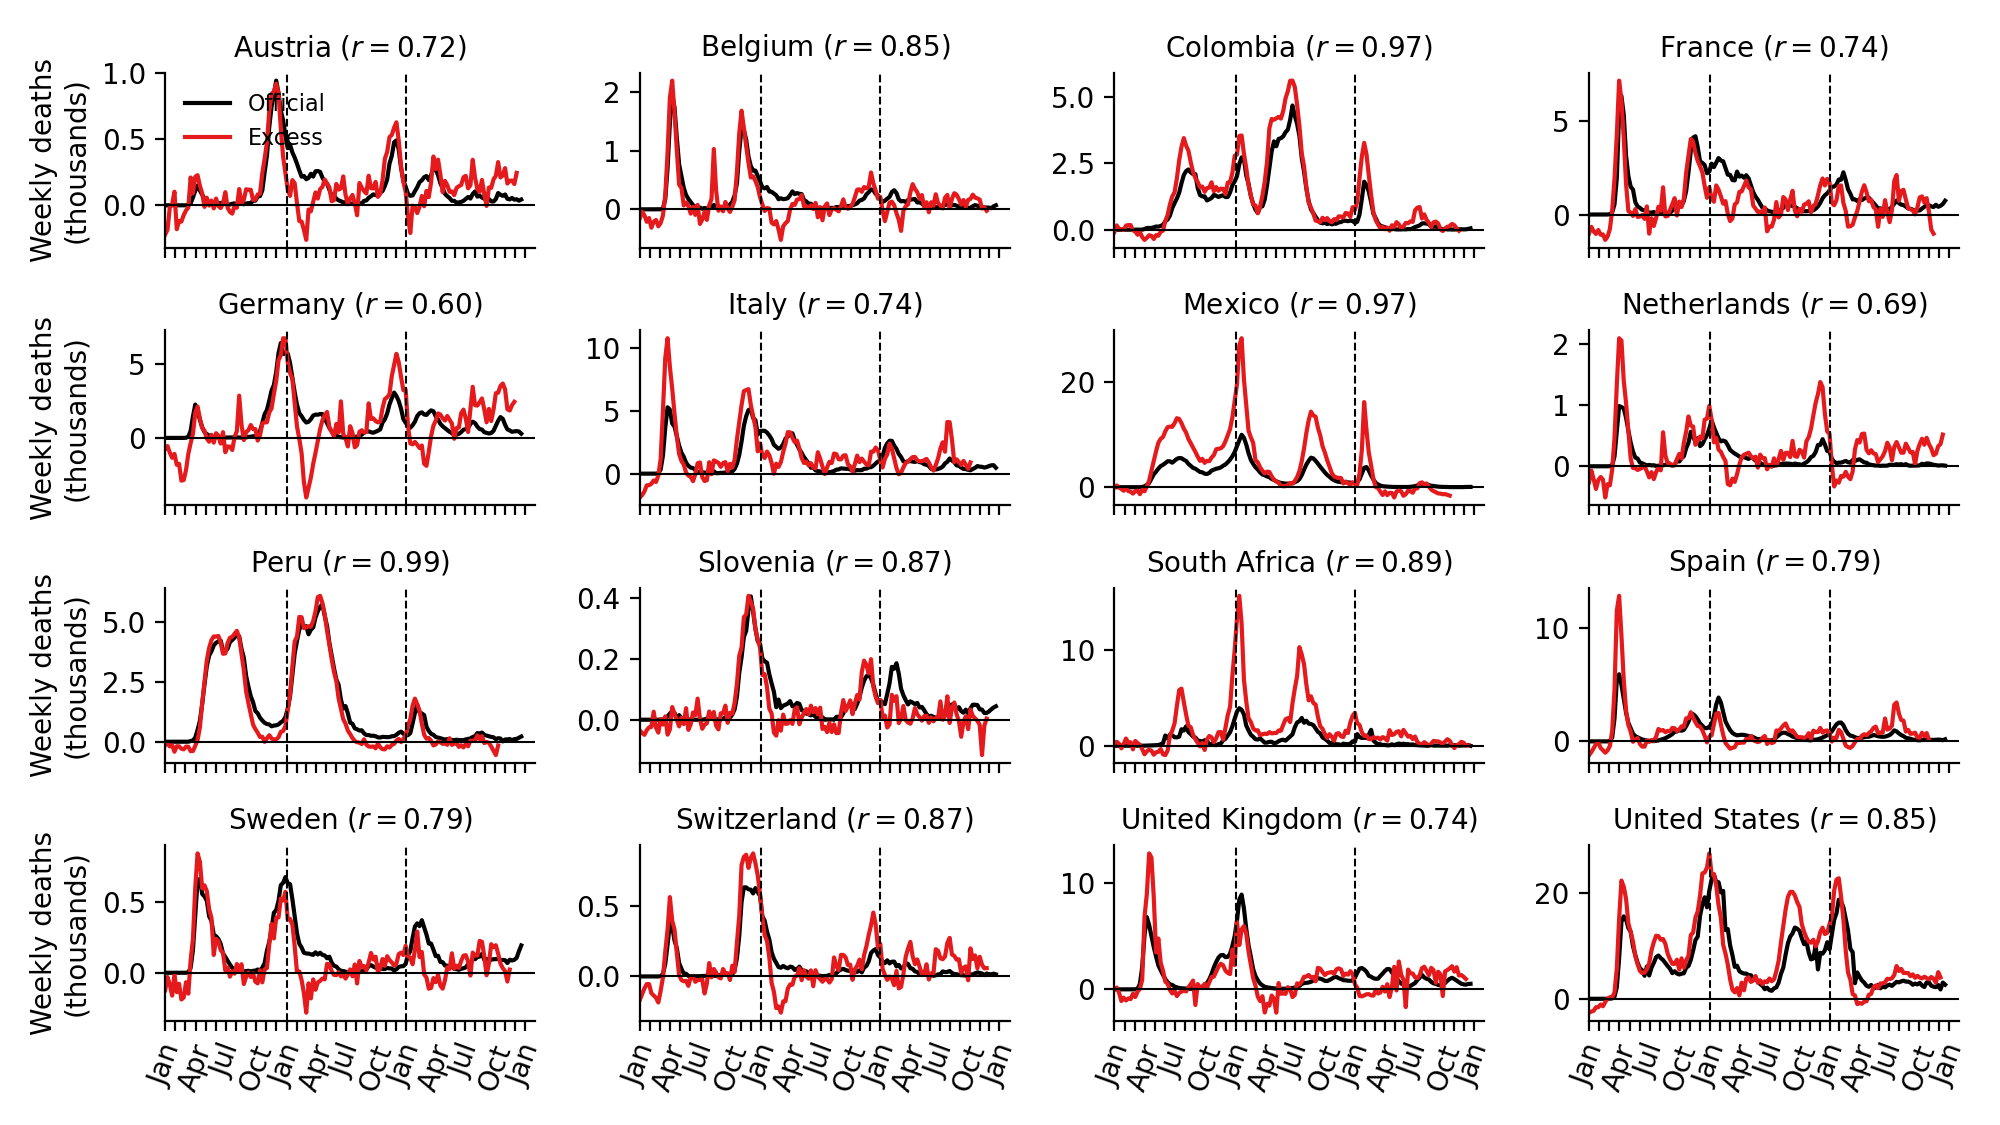 Austria (r = 0.72)
Belgium (r = 0.85)
Colombia (r = 0.97)
France (r = 0.74)
Weekly deaths
(thousands)
1.0
0.5
0.0
Official
Excess
2
1
0
5.0
2.5
0.0
5
0
Germany (r = 0.60)
Italy (r = 0.74)
Mexico (r = 0.97)
Netherlands (r = 0.69)
Weekly deaths
(thousands)
5
0
10
5
0
20
0
2
1
0
Peru (r = 0.99)
Slovenia (r = 0.87)
South Africa (r = 0.89)
Spain (r = 0.79)
Weekly deaths
(thousands)
5.0
2.5
0.0
0.4
0.2
0.0
10
0
10
0
Sweden (r = 0.79)
Switzerland (r = 0.87)
United Kingdom (r = 0.74)
United States (r = 0.85)
Weekly deaths
(thousands)
0.5
0.0
0.5
0.0
10
0
20
0
Jan Apr Jul Oct Jan Apr Jul Oct Jan Apr Jul Oct Jan
Jan Apr Jul Oct Jan Apr Jul Oct Jan Apr Jul Oct Jan
Jan Apr Jul Oct Jan Apr Jul Oct Jan Apr Jul Oct Jan
Jan Apr Jul Oct Jan Apr Jul Oct Jan Apr Jul Oct Jan